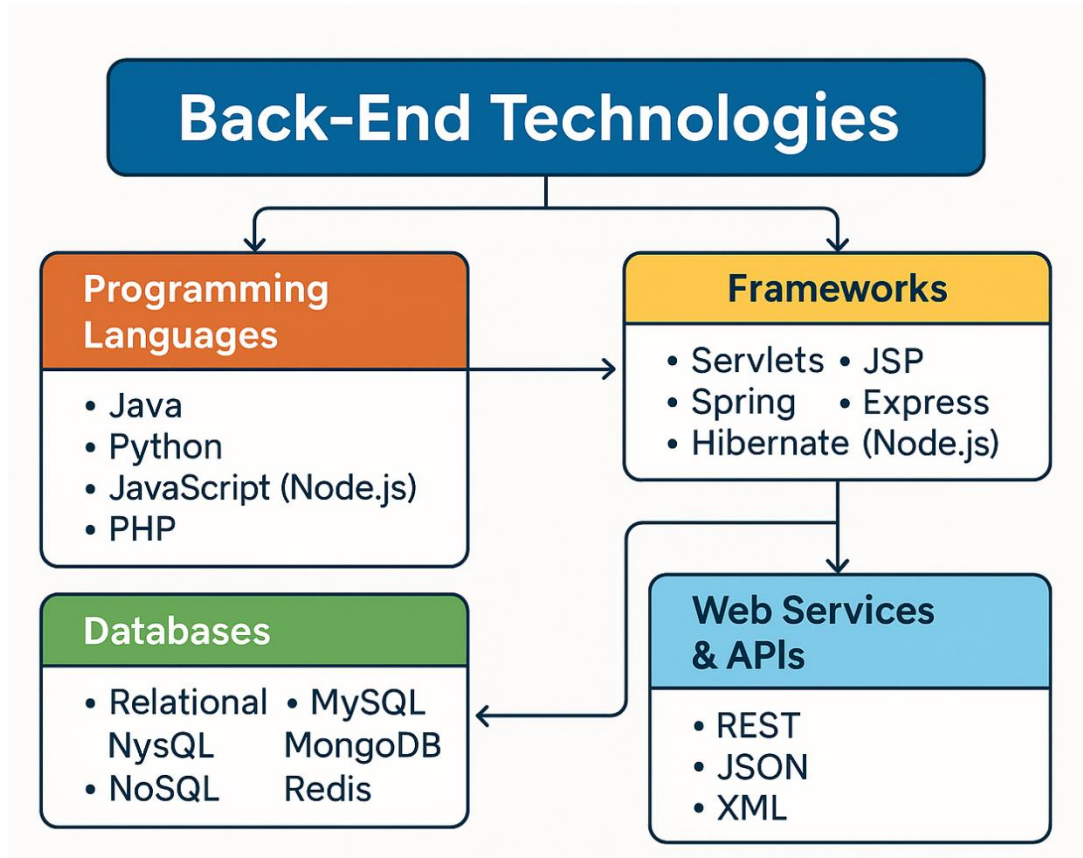 Back-End Technologies
Programming
Languages
• Java
• Python
• JavaScript (Node.js)
• PHP
Frameworks
• Servlets • JSP
• Spring • Express
• Hibernate (Node.js)
Databases
• Relational • MySQL
NysQL MongoDB
• NoSQL Redis
Web Services
& APIs
• REST
• JSON
• XML